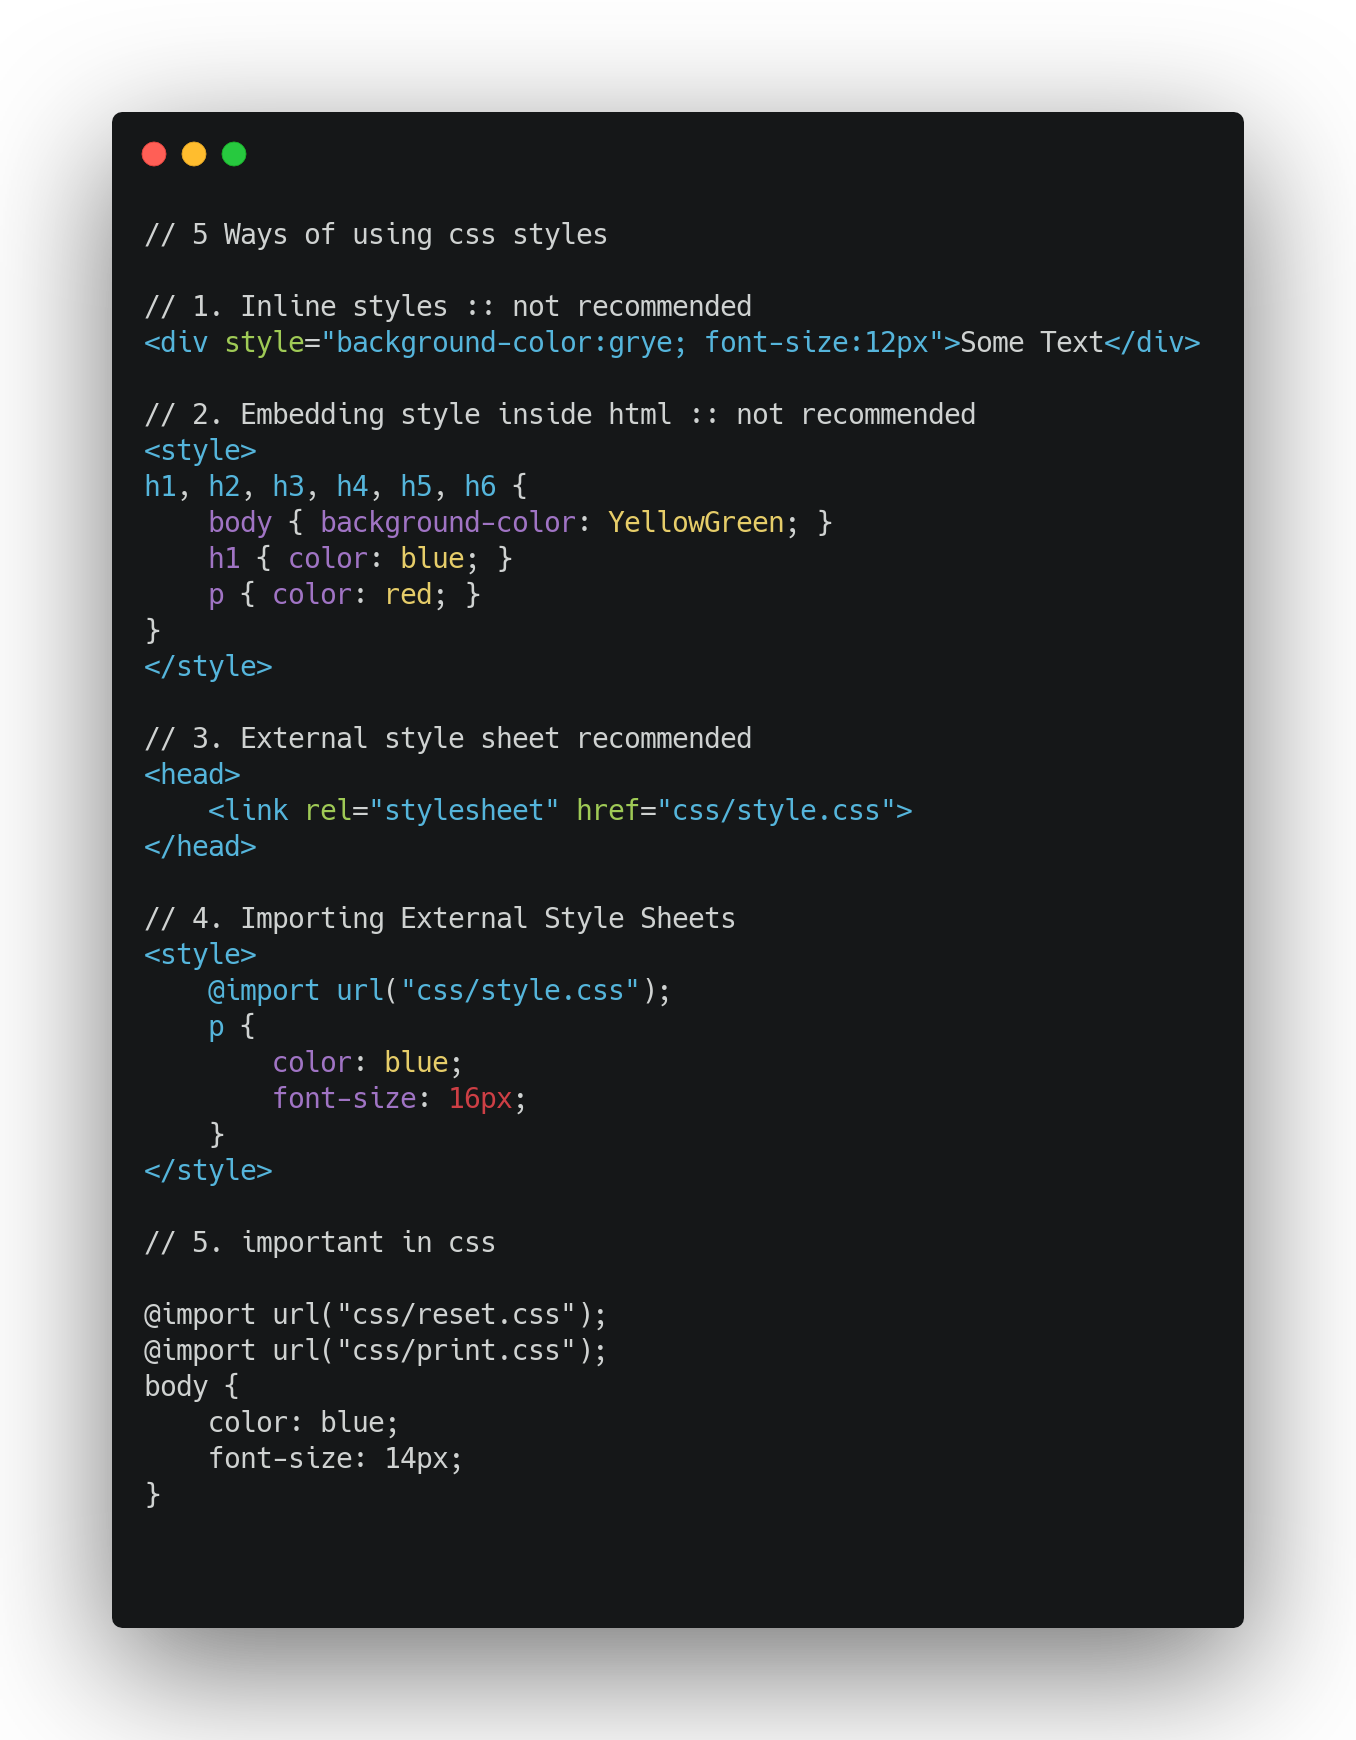 // 5 Ways of using css styles
// 1. Inline styles :: not recommended
<div style="background-color:grye; font-size:12px">Some Text</div>
// 2. Embedding style inside html :: not recommended
<style>
h1, h2, h3, h4, h5, h6 {
    body { background-color: YellowGreen; }
    h1 { color: blue; }
    p { color: red; }
}
</style>
// 3. External style sheet recommended
<head>
    <link rel="stylesheet" href="css/style.css">
</head>
// 4. Importing External Style Sheets
<style>
    @import url("css/style.css");
    p {
        color: blue;
        font-size: 16px;
    }
</style>
// 5. important in css
@import url("css/reset.css");
@import url("css/print.css");
body {
    color: blue;
    font-size: 14px;
}